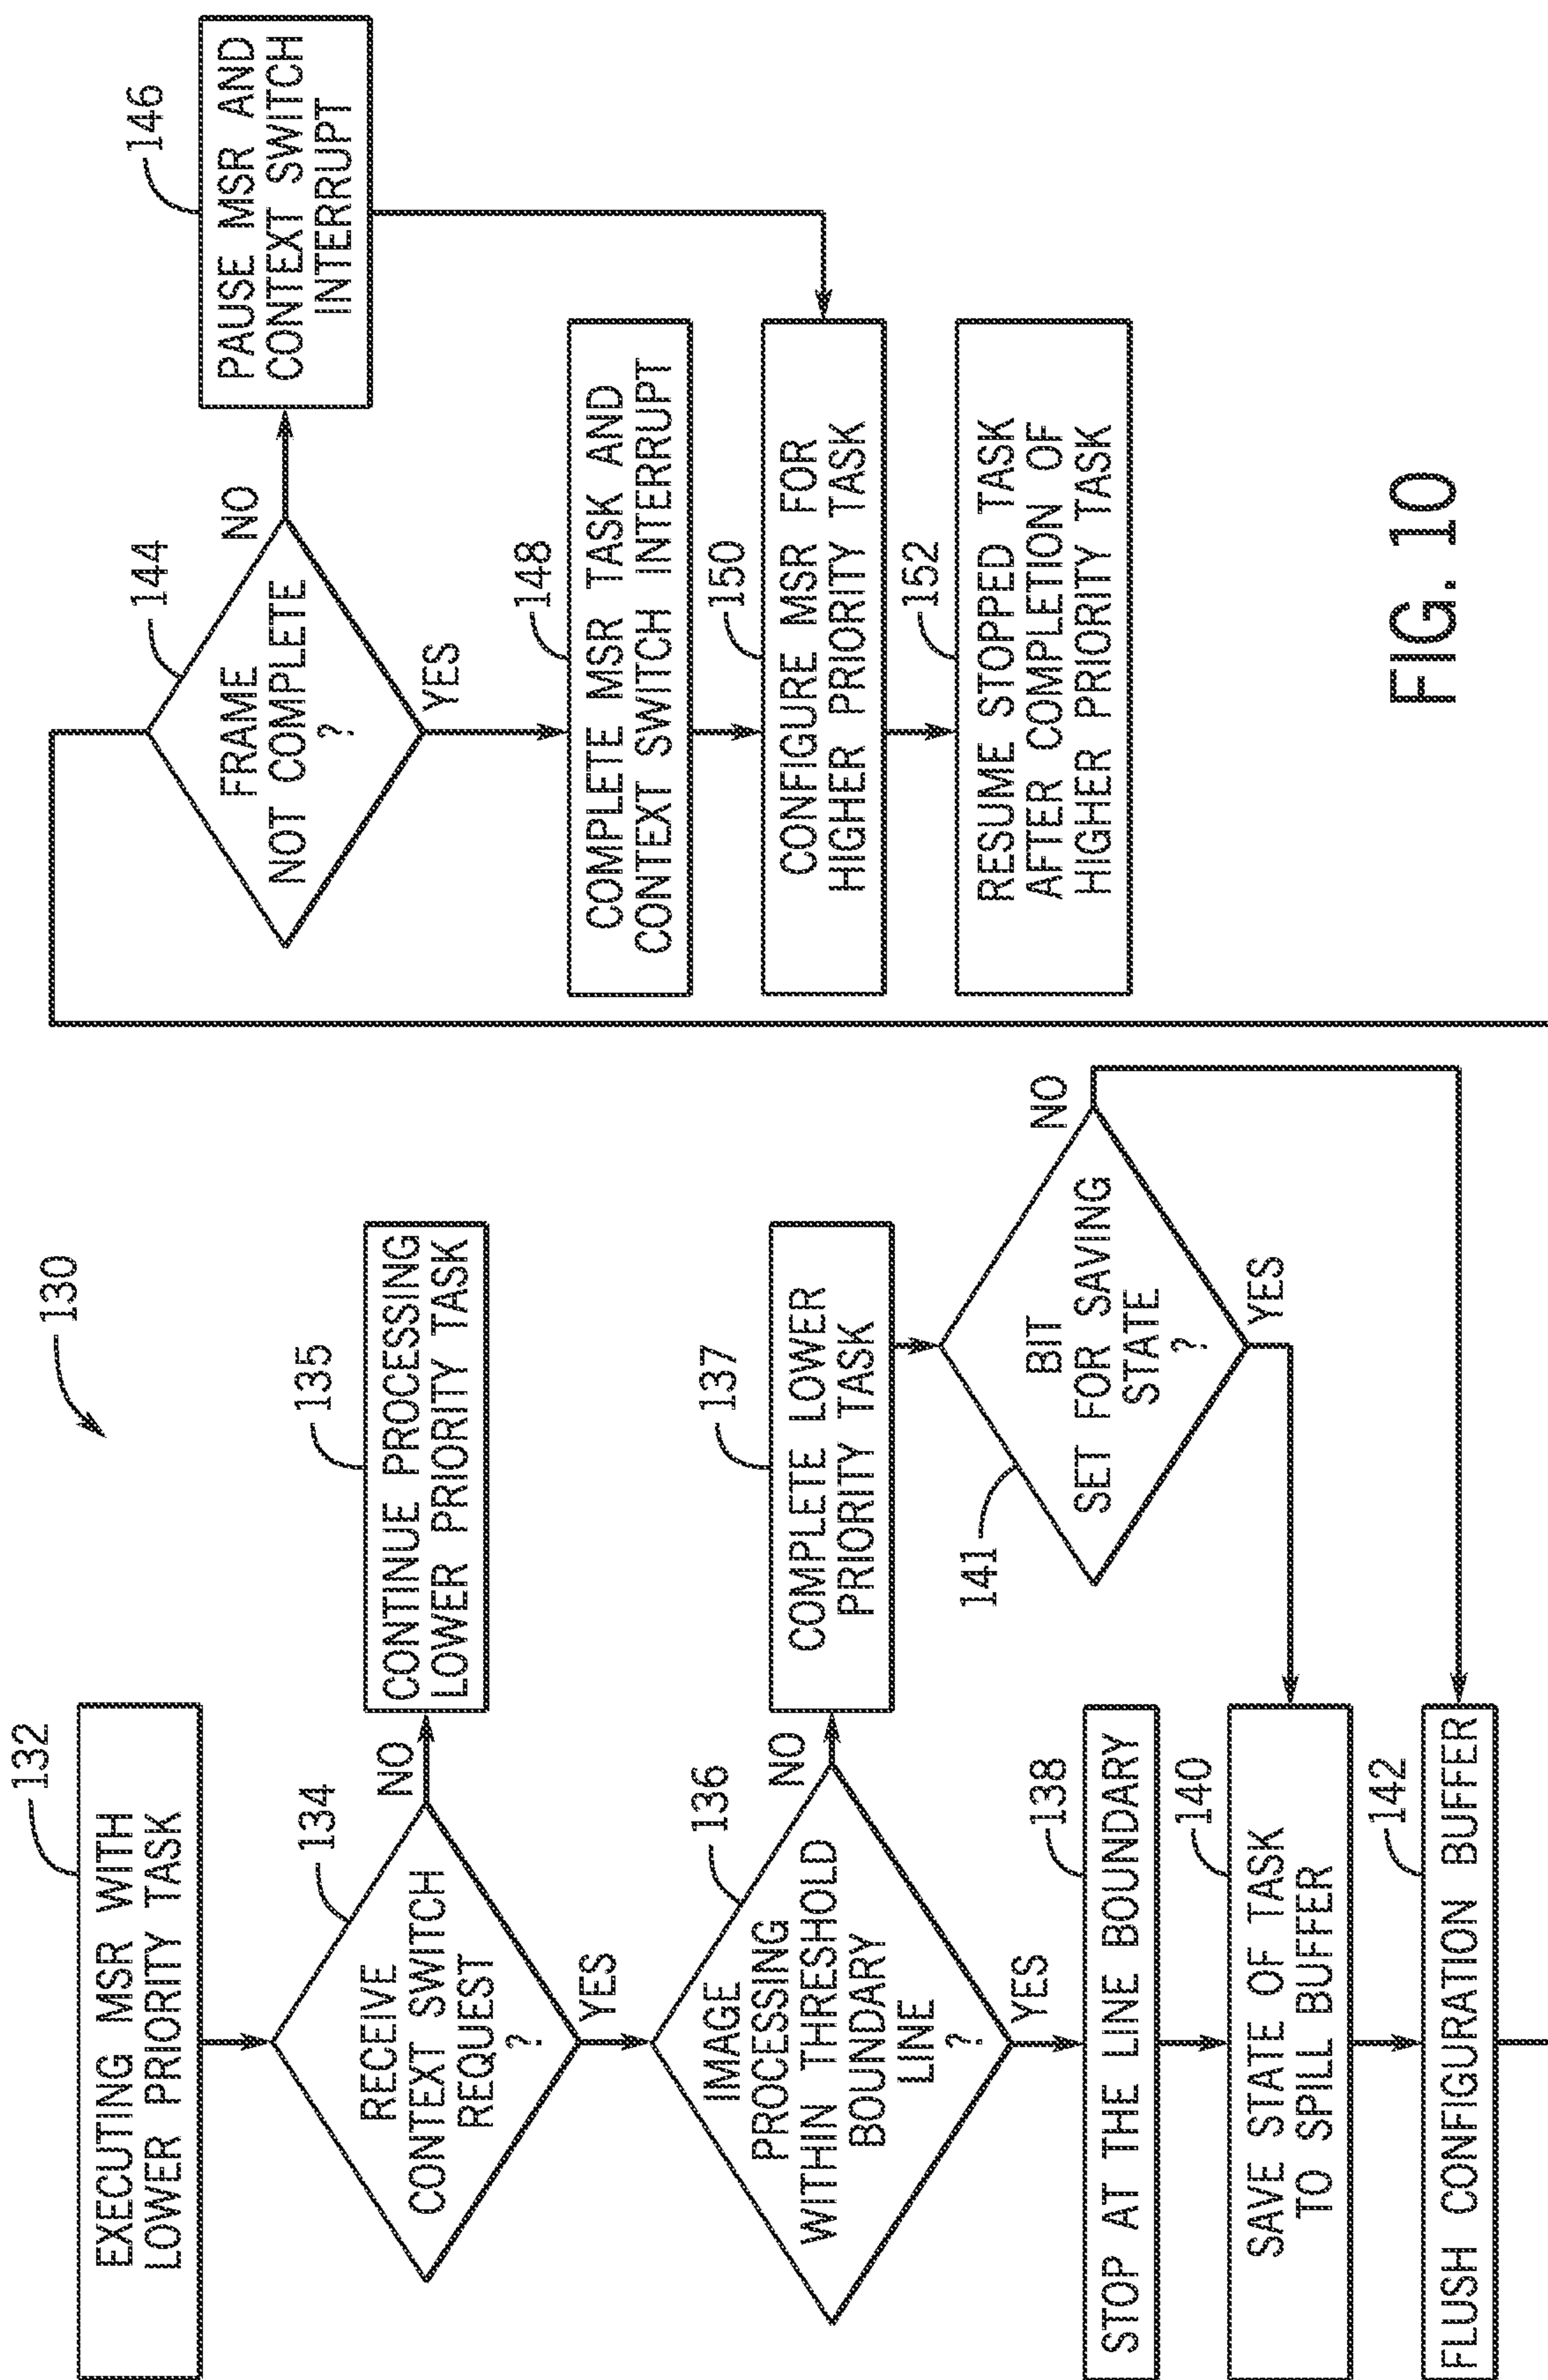 130
132
EXECUTING MSR WITH
LOWER PRIORITY TASK
134
RECEIVE
CONTEXT SWITCH
REQUEST
?
NO
135
CONTINUE PROCESSING
LOWER PRIORITY TASK
YES
136
IMAGE
PROCESSING
WITHIN THRESHOLD
BOUNDARY
LINE
?
NO
137
COMPLETE LOWER
PRIORITY TASK
YES
141
BIT
SET FOR SAVING
STATE
?
NO
YES
138
STOP AT THE LINE BOUNDARY
140
SAVE STATE OF TASK
TO SPILL BUFFER
142
FLUSH CONFIGURATION BUFFER
144
FRAME
NOT COMPLETE
?
NO
146
PAUSE MSR AND
CONTEXT SWITCH
INTERRUPT
YES
148
COMPLETE MSR TASK AND
CONTEXT SWITCH INTERRUPT
150
CONFIGURE MSR FOR
HIGHER PRIORITY TASK
152
RESUME STOPPED TASK
AFTER COMPLETION OF
HIGHER PRIORITY TASK
FIG. 10